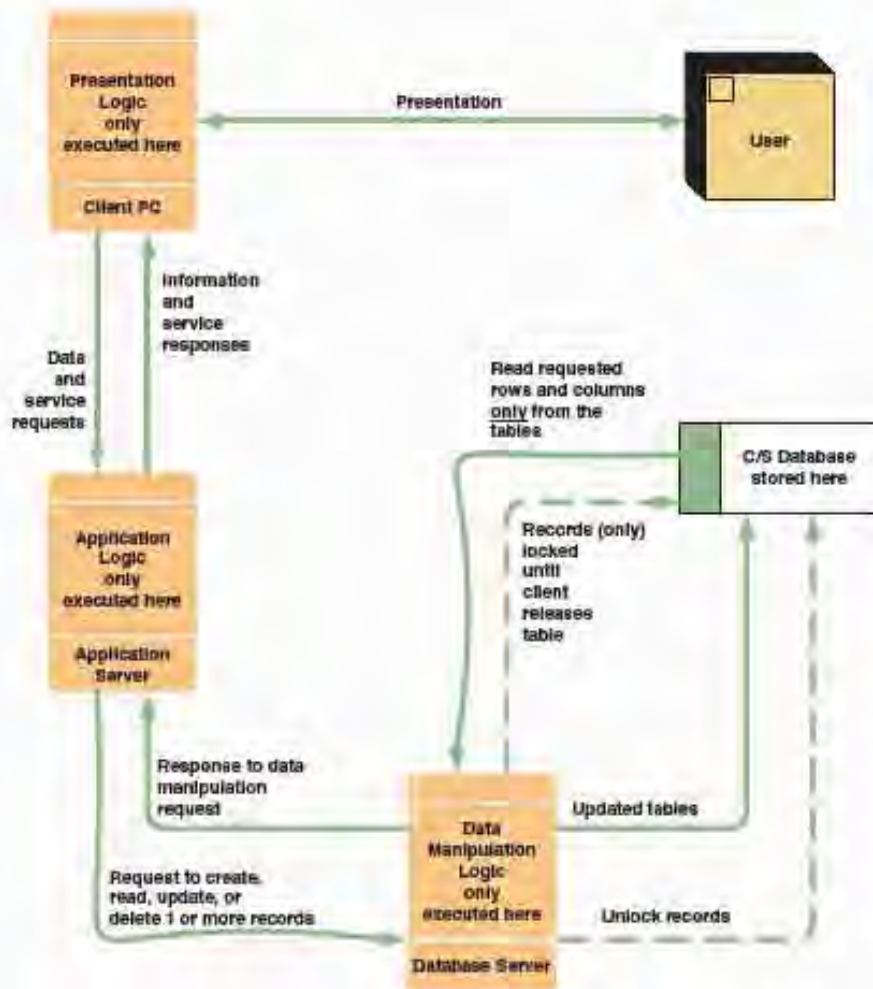 Presentation
Logic
only
executed here
Client PC
Presentation
User
Data
and
service
requests
Information
and
service
responses
Read requested
rows and columns
only from the
tables
C/S Database
stored here
Records (only)
locked
until
client
releases
table
Application
Logic
only
executed here
Application
Server
Response to data
manipulation
request
Request to create,
read, update, or
delete 1 or more records
Data
Manipulation
Logic
only
executed here
Database Server
Updated tables
Unlock records